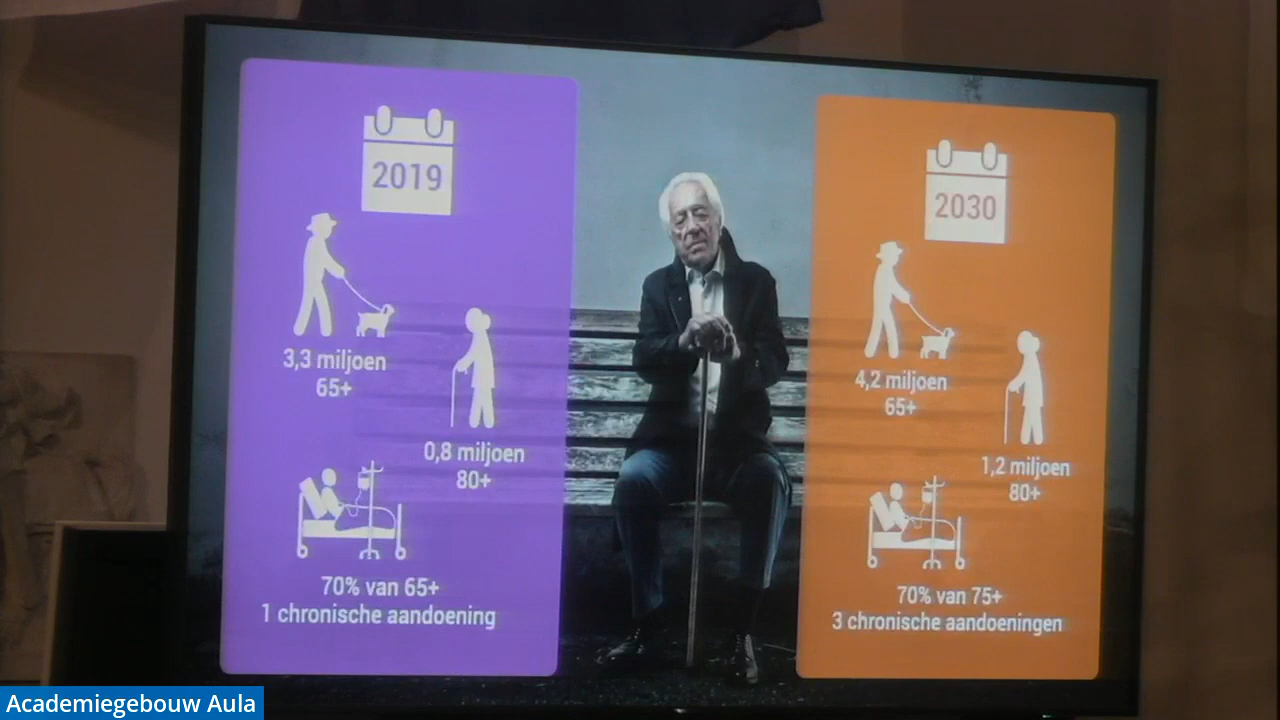 2019
3,3 miljoen
65+
0,8 miljoen
80+
70% van 65+
1 chronische aandoening
2030
4,2 miljoen
65+
1,2 miljoen
80+
70% van 75+
3 chronische aandoeningen
Academiegebouw Aula